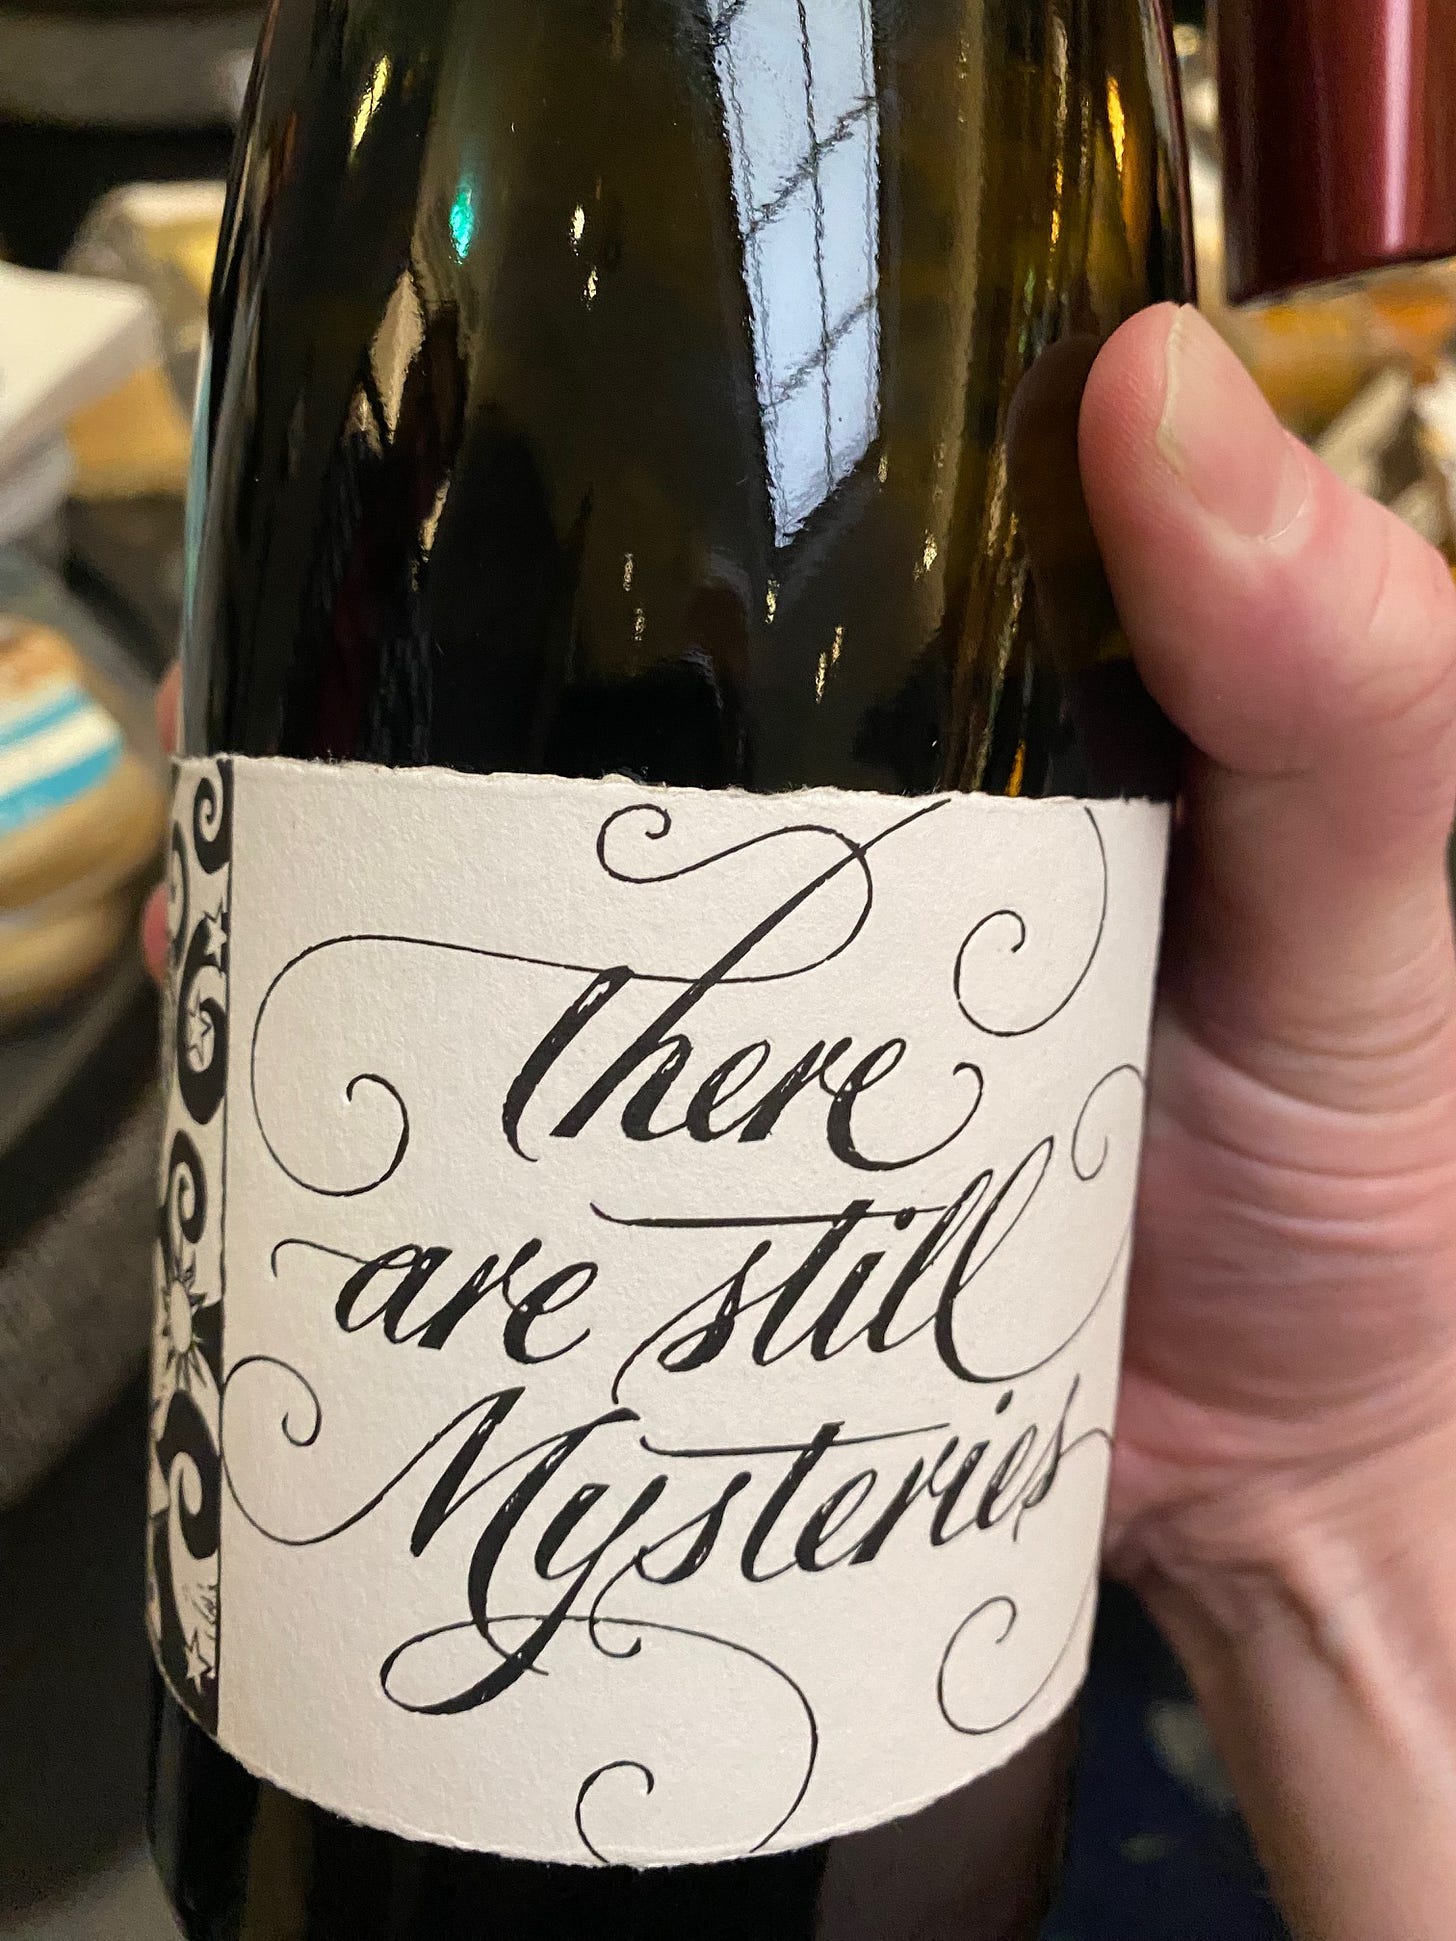 There
are still
Mysteries